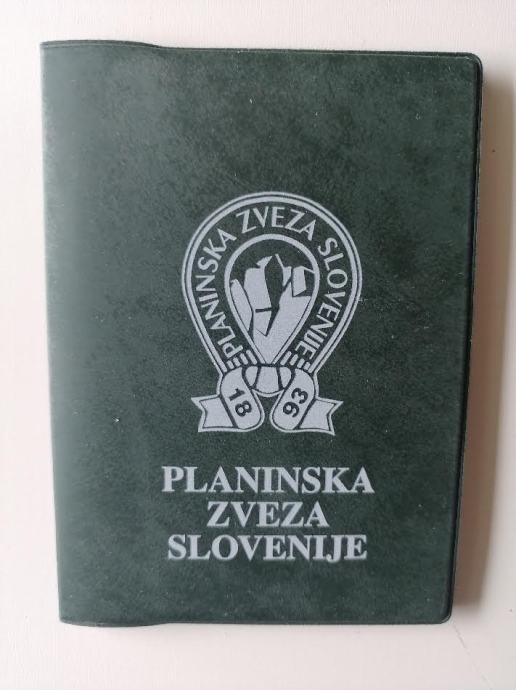 PLANINSKA ZVEZA SLOVENIJE
18 93
PLANINSKA
ZVEZA
SLOVENIJE